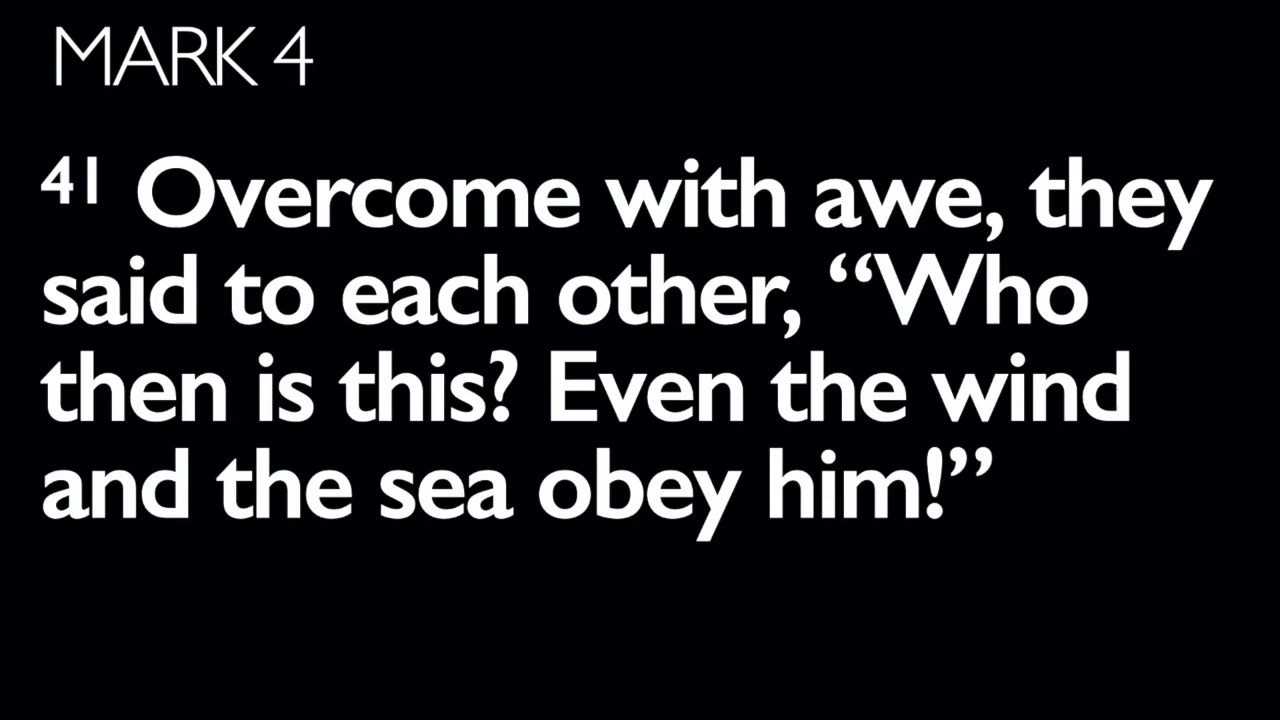 MARK 4
41 Overcome with awe, they
said to each other, “Who
then is this? Even the wind
and the sea obey him!”